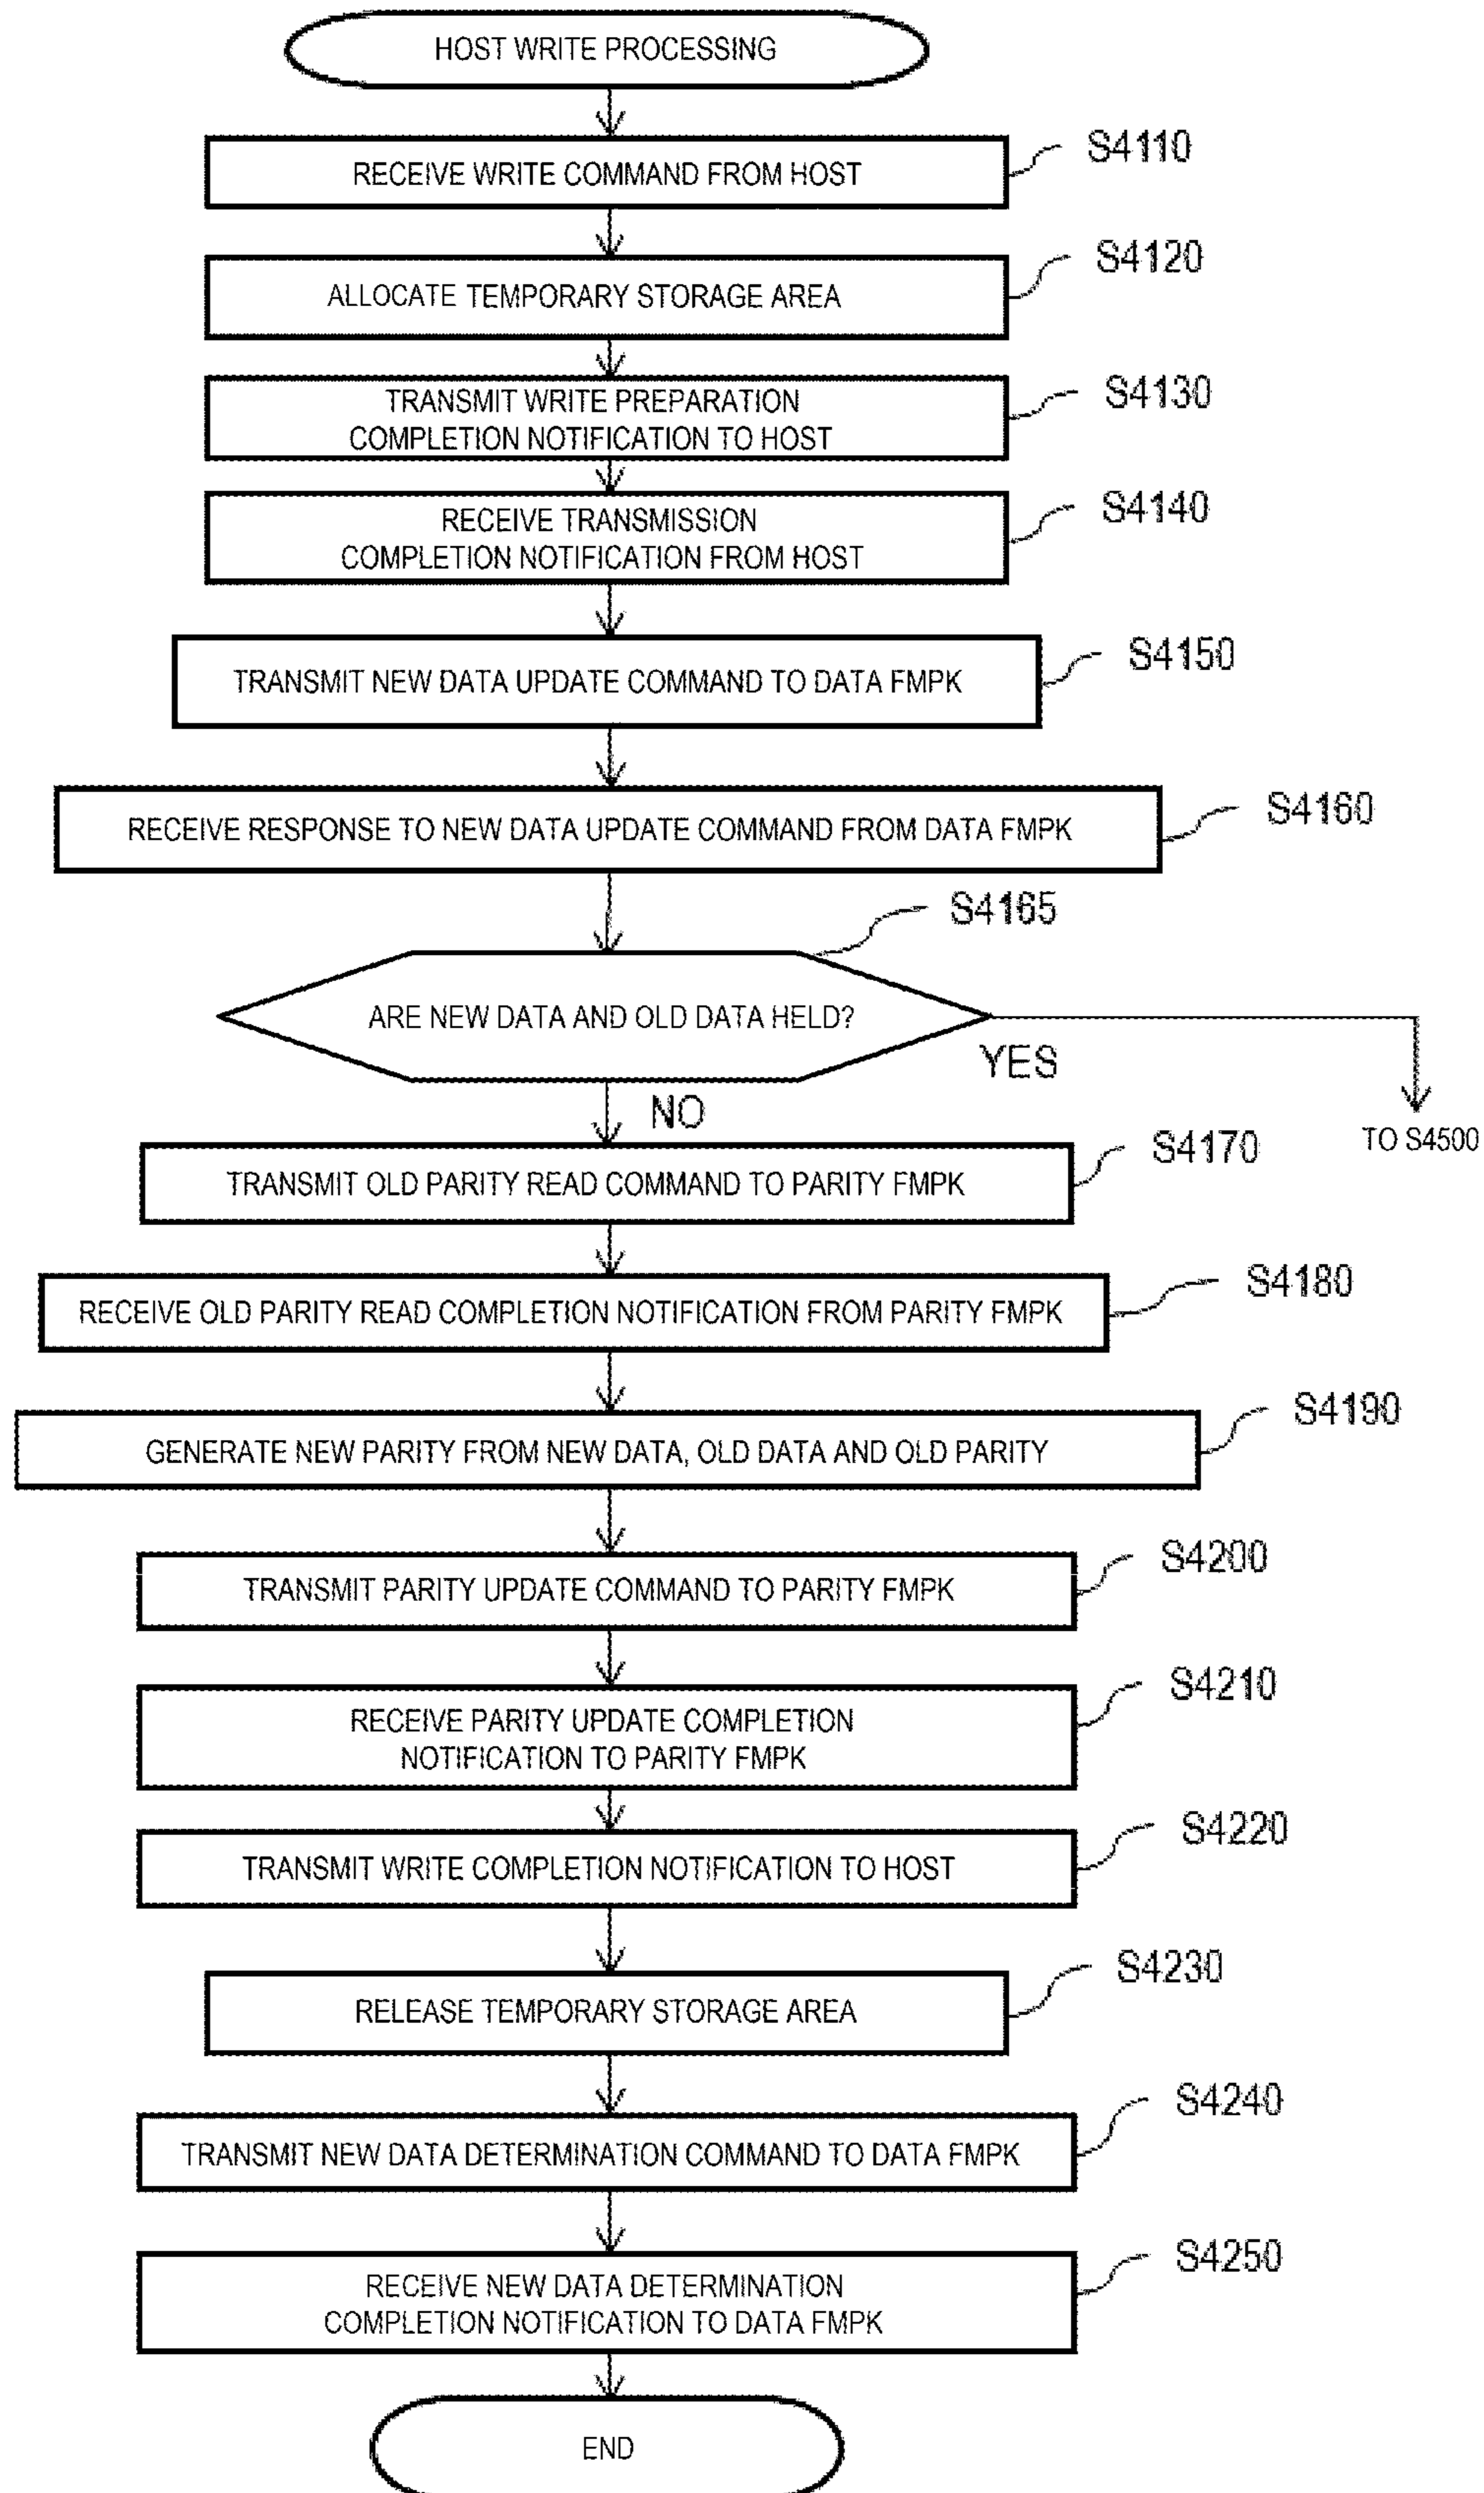 HOST WRITE PROCESSING
S4110
RECEIVE WRITE COMMAND FROM HOST
S4120
ALLOCATE TEMPORARY STORAGE AREA
S4130
TRANSMIT WRITE PREPARATION
COMPLETION NOTIFICATION TO HOST
S4140
RECEIVE TRANSMISSION
COMPLETION NOTIFICATION FROM HOST
S4150
TRANSMIT NEW DATA UPDATE COMMAND TO DATA FMPK
S4160
RECEIVE RESPONSE TO NEW DATA UPDATE COMMAND FROM DATA FMPK
S4165
ARE NEW DATA AND OLD DATA HELD?
YES
NO
TO S4500
S4170
TRANSMIT OLD PARITY READ COMMAND TO PARITY FMPK
S4180
RECEIVE OLD PARITY READ COMPLETION NOTIFICATION FROM PARITY FMPK
S4190
GENERATE NEW PARITY FROM NEW DATA, OLD DATA AND OLD PARITY
S4200
TRANSMIT PARITY UPDATE COMMAND TO PARITY FMPK
S4210
RECEIVE PARITY UPDATE COMPLETION
NOTIFICATION TO PARITY FMPK
S4220
TRANSMIT WRITE COMPLETION NOTIFICATION TO HOST
S4230
RELEASE TEMPORARY STORAGE AREA
S4240
TRANSMIT NEW DATA DETERMINATION COMMAND TO DATA FMPK
S4250
RECEIVE NEW DATA DETERMINATION
COMPLETION NOTIFICATION TO DATA FMPK
END